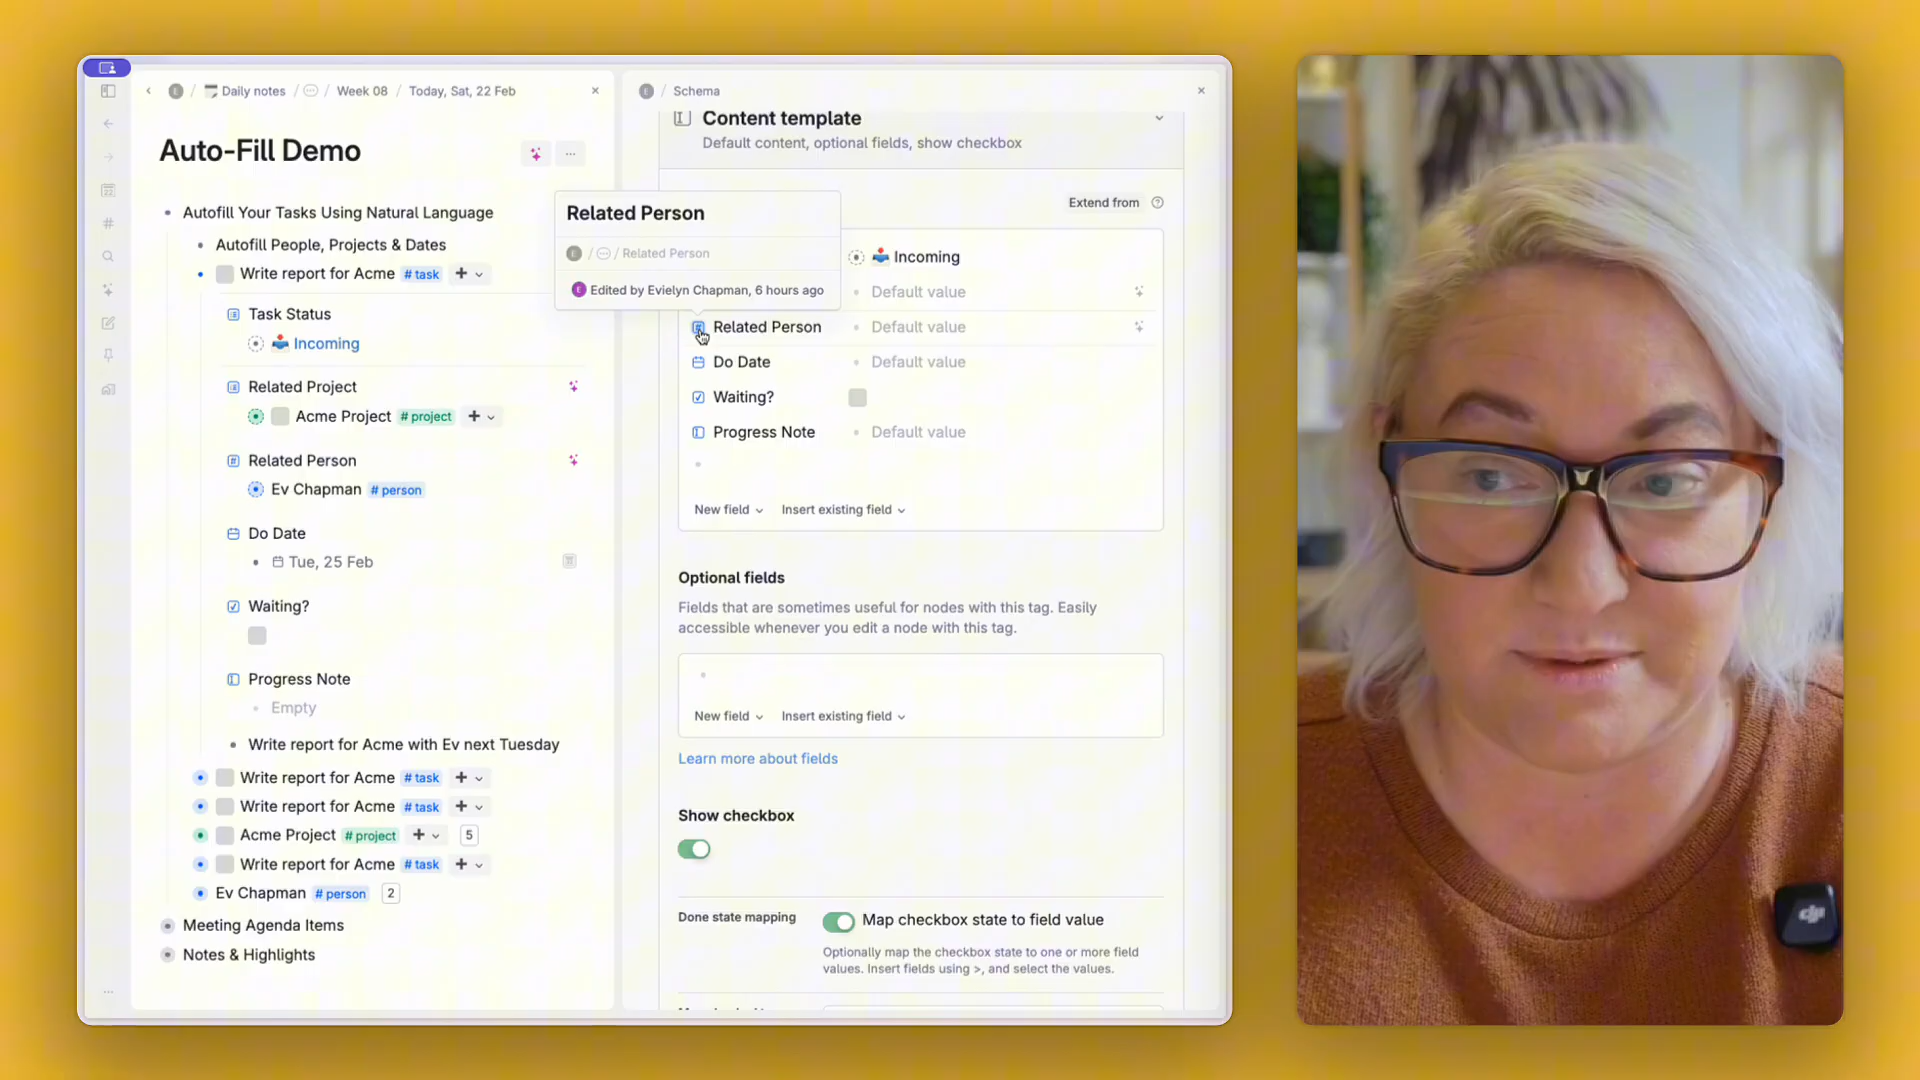 Daily notes / Week 08 / Today, Sat, 22 Feb
Auto-Fill Demo
Autofill Your Tasks Using Natural Language
Autofill People, Projects & Dates
Write report for Acme # task
Task Status
Incoming
Related Project
Acme Project # project
Related Person
Ev Chapman # person
Do Date
Tue, 25 Feb
Waiting?
Progress Note
Empty
Write report for Acme with Ev next Tuesday
Write report for Acme # task
Write report for Acme # task
Acme Project # project 5
Write report for Acme # task
Ev Chapman # person 2
Meeting Agenda Items
Notes & Highlights
E / Schema
Content template
Default content, optional fields, show checkbox
Extend from
Related Person
E / Related Person
E Edited by Evielyn Chapman, 6 hours ago
Incoming
Default value
Related Person Default value
Do Date Default value
Waiting?
Progress Note Default value
New field Insert existing field
Optional fields
Fields that are sometimes useful for nodes with this tag. Easily
accessible whenever you edit a node with this tag.
New field Insert existing field
Learn more about fields
Show checkbox
Done state mapping Map checkbox state to field value
Optionally map the checkbox state to one or more field
values. Insert fields using >, and select the values.
dji